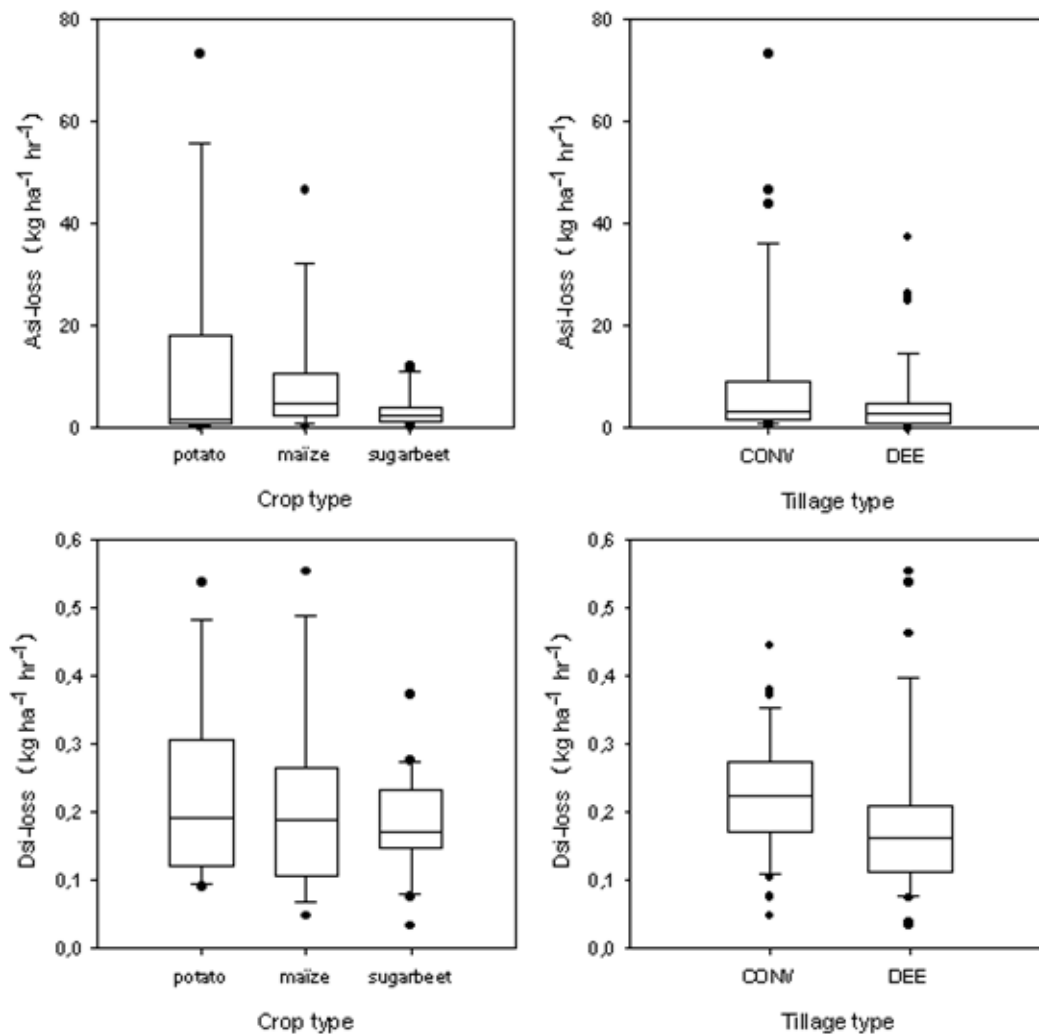 80
60
40
20
0
Asi-loss (kg ha⁻¹ hr⁻¹)
potato maïze sugarbeet
Crop type
80
60
40
20
0
Asi-loss (kg ha⁻¹ hr⁻¹)
CONV DEE
Tillage type
0,6
0,5
0,4
0,3
0,2
0,1
0,0
Dsi-loss (kg ha⁻¹ hr⁻¹)
potato maïze sugarbeet
Crop type
0,6
0,5
0,4
0,3
0,2
0,1
0,0
Dsi-loss (kg ha⁻¹ hr⁻¹)
CONV DEE
Tillage type